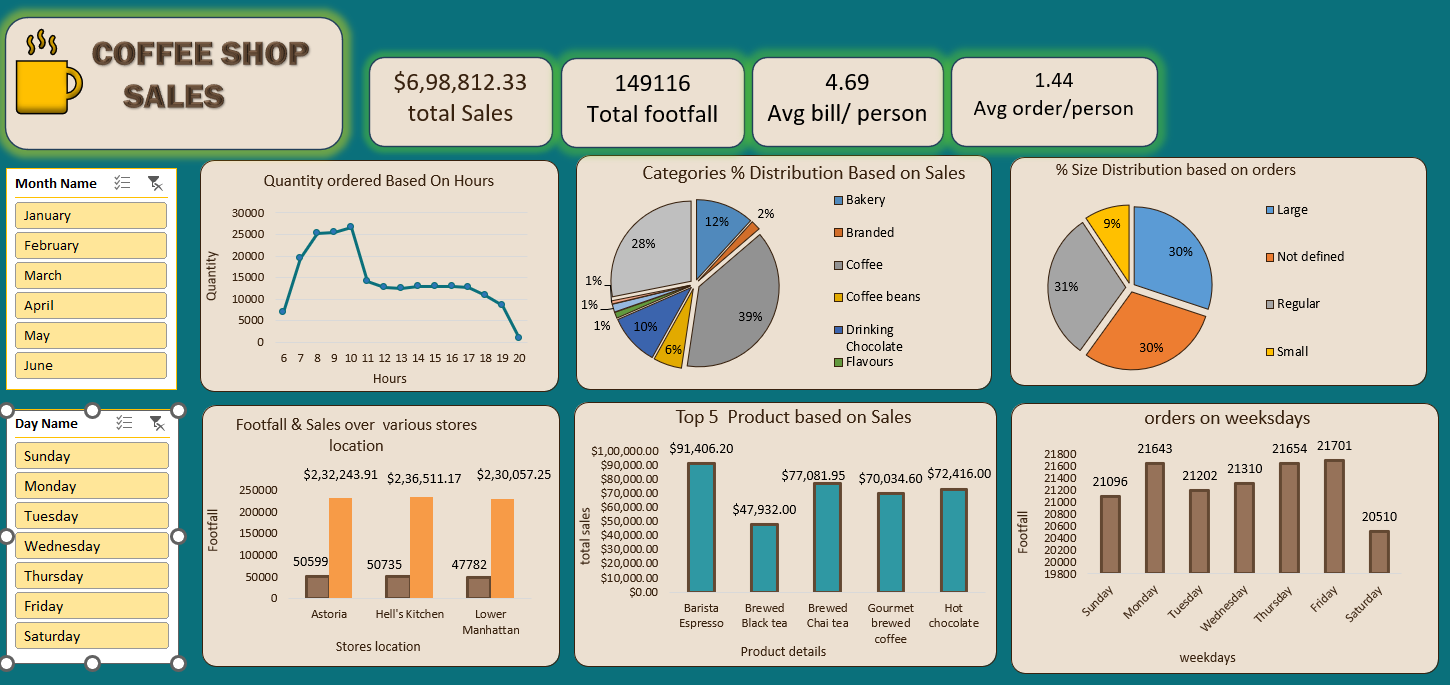 COFFEE SHOP
SALES
$6,98,812.33
total Sales
149116
Total footfall
4.69
Avg bill/ person
1.44
Avg order/person
Month Name
January
February
March
April
May
June
Day Name
Sunday
Monday
Tuesday
Wednesday
Thursday
Friday
Saturday
Quantity ordered Based On Hours
Quantity
30000
25000
20000
15000
10000
5000
0
6 7 8 9 10 11 12 13 14 15 16 17 18 19 20
Hours
Categories % Distribution Based on Sales
12%
2%
39%
6%
10%
1%
1%
1%
28%
Bakery
Branded
Coffee
Coffee beans
Drinking
Chocolate
Flavours
% Size Distribution based on orders
30%
30%
31%
9%
Large
Not defined
Regular
Small
Footfall & Sales over various stores
location
Footfall
250000
200000
150000
100000
50000
0
$2,32,243.91
$2,36,511.17
$2,30,057.25
50599
50735
47782
Astoria
Hell's Kitchen
Lower
Manhattan
Stores location
Top 5 Product based on Sales
total sales
$1,00,000.00
$90,000.00
$80,000.00
$70,000.00
$60,000.00
$50,000.00
$40,000.00
$30,000.00
$20,000.00
$10,000.00
$0.00
$91,406.20
$47,932.00
$77,081.95
$70,034.60
$72,416.00
Barista
Espresso
Brewed
Black tea
Brewed
Chai tea
Gourmet
brewed
coffee
Hot
chocolate
Product details
orders on weeksdays
Footfall
21800
21600
21400
21200
21000
20800
20600
20400
20200
20000
19800
21096
21643
21202
21310
21654
21701
20510
Sunday
Monday
Tuesday
Wednesday
Thursday
Friday
Saturday
weekdays